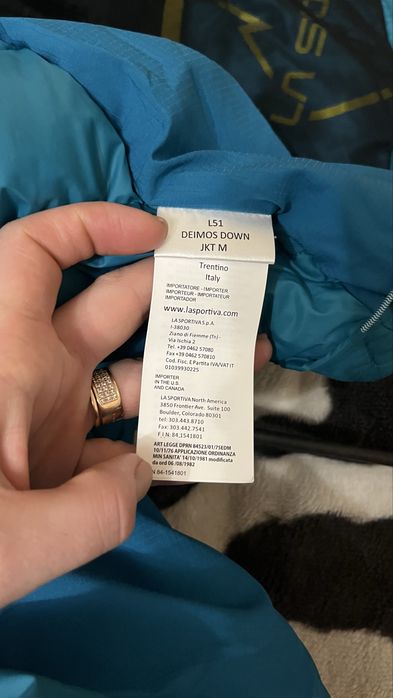 L51
DEIMOS DOWN
JKT M
Trentino
Italy
IMPORTATORE - IMPORTER
IMPORTEUR - IMPORTATEUR
IMPORTADOR
www.lasportiva.com
LA SPORTIVA S.p.A.
I-38030
Ziano di Fiemme (Tn) -
Via Ischia 2
Tel. +39 0462 57080
Fax +39 0462 570810
Cod. Fisc. E Partita IVA/VAT IT
01039930225
IMPORTER
IN THE U.S.
AND CANADA
LA SPORTIVA North America
3850 Frontier Ave. Suite 100
Boulder, Colorado 80301
tel: 303.443.8710
Fax: 303.442.7541
F I N: 84.1541801
ART LEGGE DPRN 84523/01/75EDM
10/11/76 APPLICAZIONE ORDINANZA
MIN SANITA' 14/10/1981 modificata
da ord 06 /08/1982
N 84-1541801